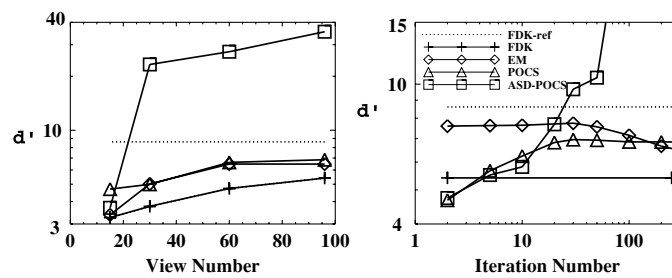 40
10
3
d'
0 20 40 60 80 100
View Number
15
10
4
d'
FDK-ref
FDK
EM
POCS
ASD-POCS
1 10 100
Iteration Number